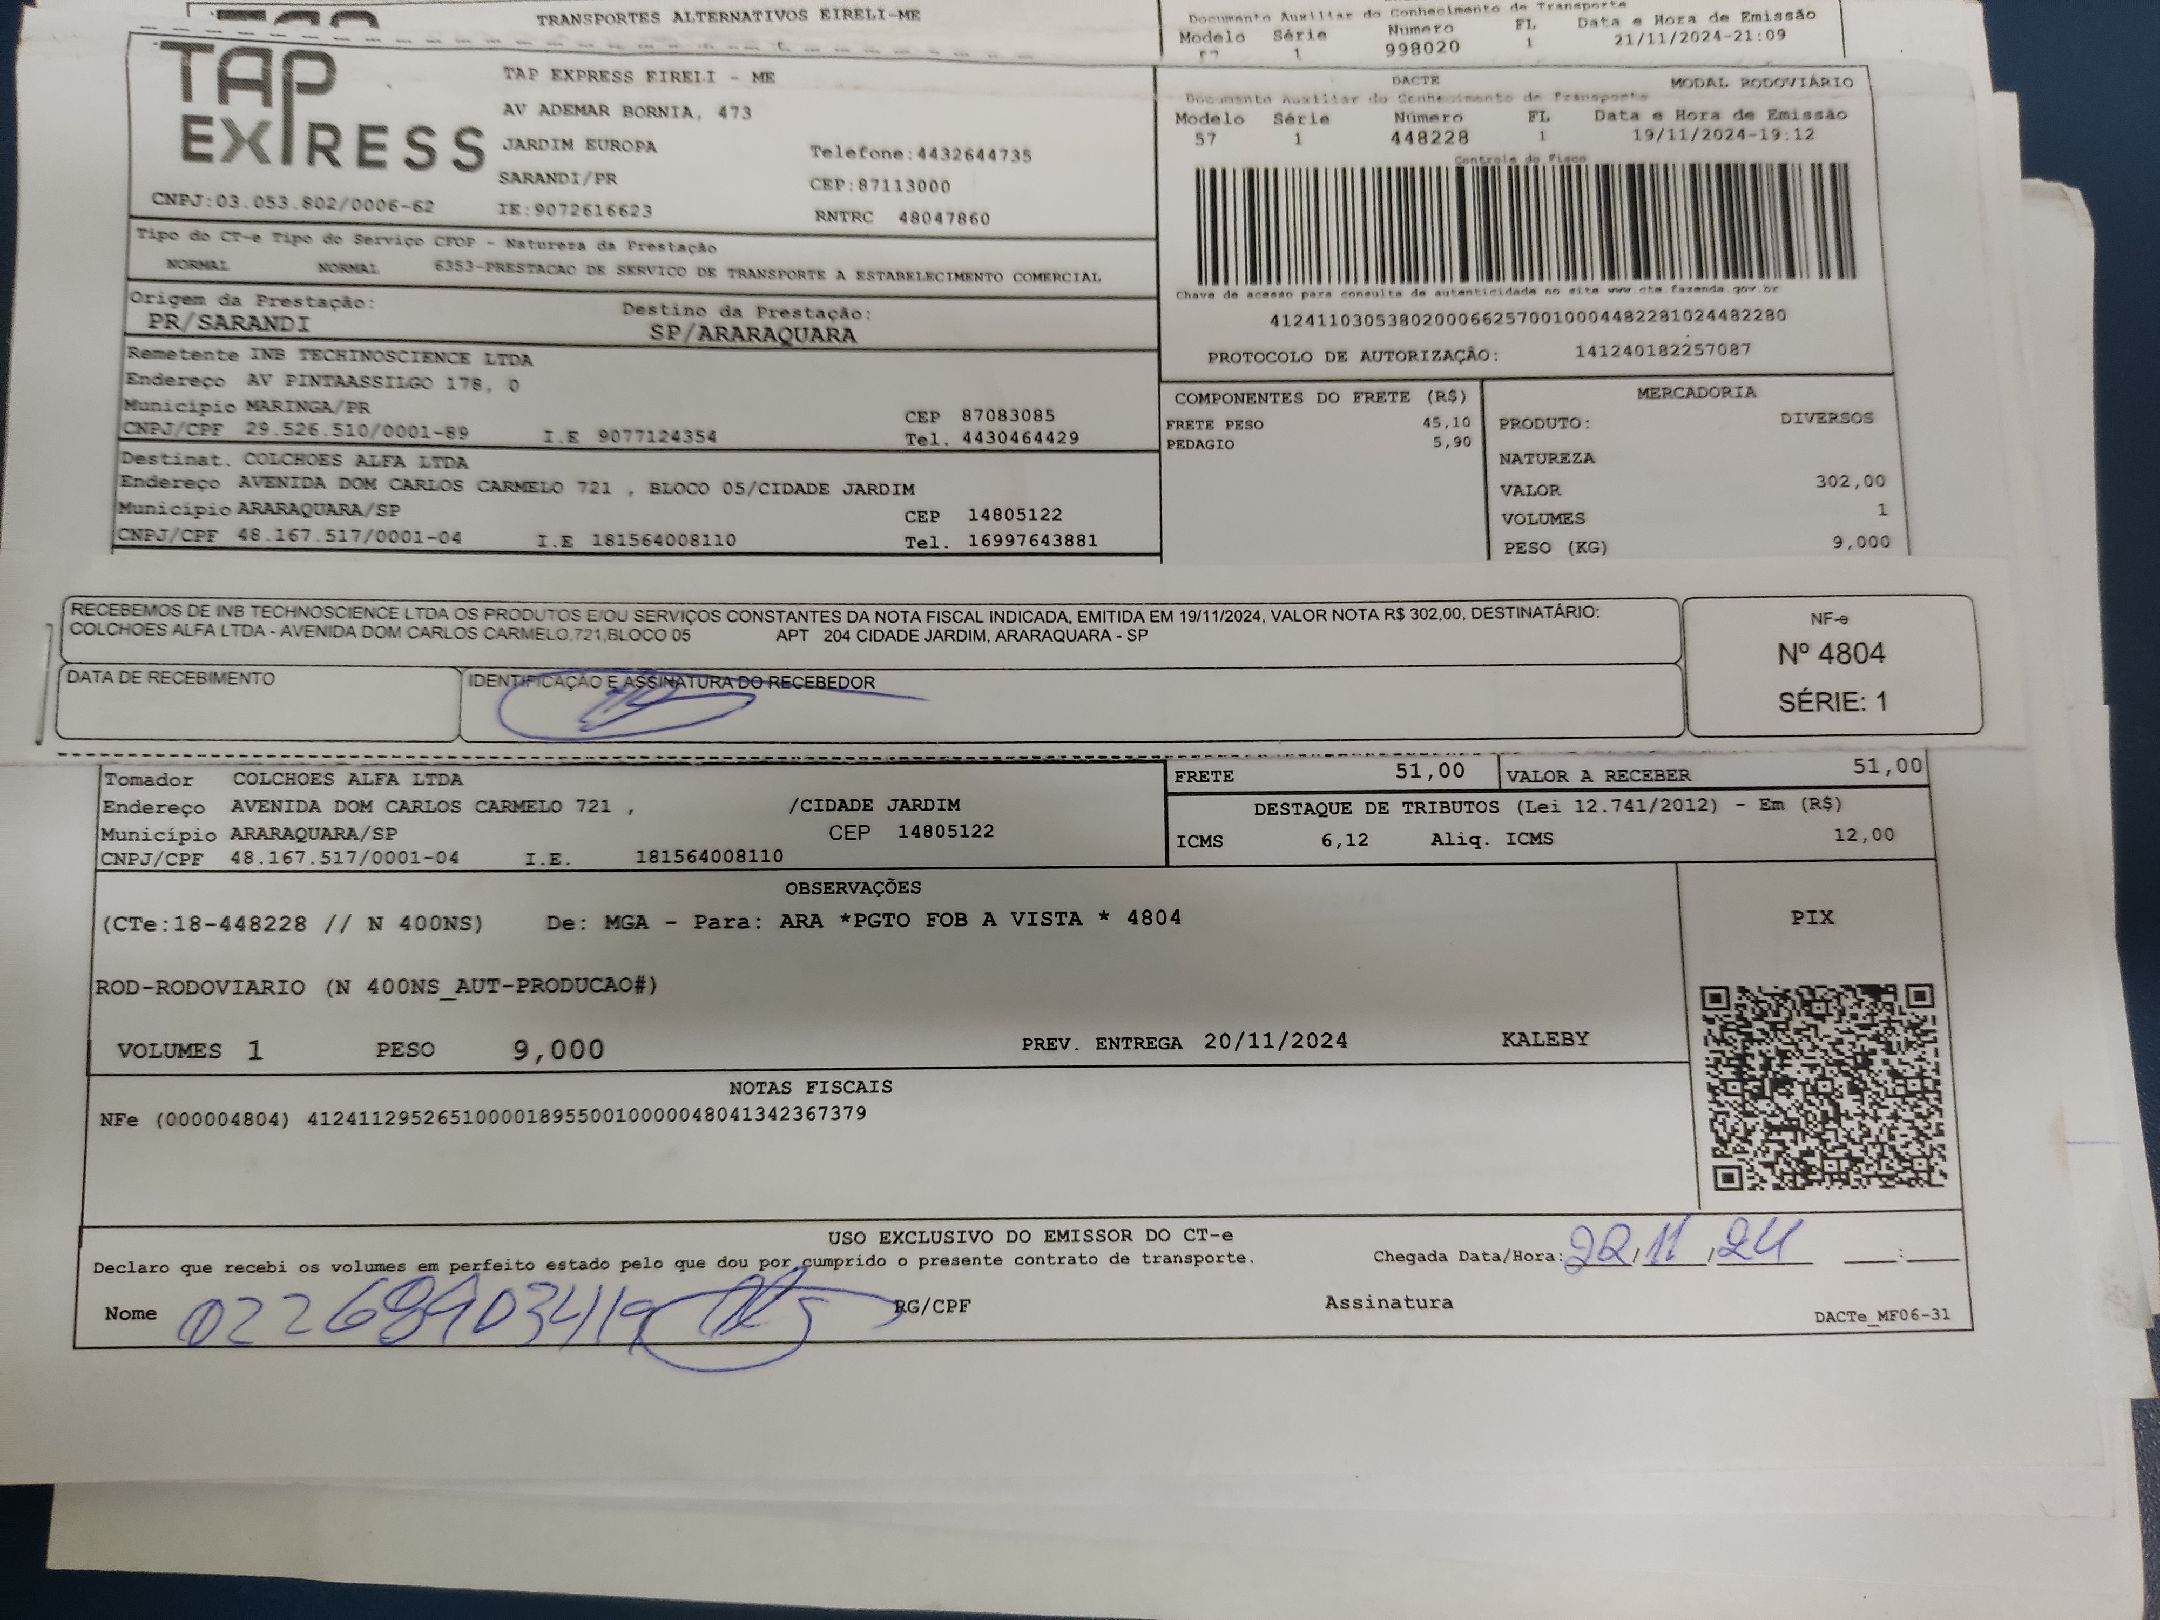 TRANSPORTES ALTERNATIVOS EIRELI-ME
Documento Auxiliar do Conhecimento de Transporte
Modelo Série Número FL Data e Hora de Emissão
57 1 998020 1 21/11/2024-21:09
TAP EXPRESS
TAP EXPRESS EIRELI - ME
AV ADEMAR BORNIA, 473
JARDIM EUROPA Telefone:4432644735
SARANDI/PR CEP:87113000
CNPJ:03.053.802/0006-62 IE:9072616623 RNTRC 48047860
DACTE MODAL RODOVIÁRIO
Documento Auxiliar do Conhecimento de Transporte
Modelo Série Número FL Data e Hora de Emissão
57 1 448228 1 19/11/2024-19:12
Controle do Fisco
Chave de acesso para consulta de autenticidade no site www.cte.fazenda.gov.br
41241103053802000662570010004482281024482280
PROTOCOLO DE AUTORIZAÇÃO: 141240182257087
Tipo do CT-e Tipo do Serviço CFOP - Natureza da Prestação
NORMAL NORMAL 6353-PRESTACAO DE SERVICO DE TRANSPORTE A ESTABELECIMENTO COMERCIAL
Origem da Prestação: Destino da Prestação:
PR/SARANDI SP/ARARAQUARA
Remetente INB TECHINOSCIENCE LTDA
Endereço AV PINTAASSILGO 178, 0
Município MARINGA/PR CEP 87083085
CNPJ/CPF 29.526.510/0001-89 I.E 9077124354 Tel. 4430464429
Destinat. COLCHOES ALFA LTDA
Endereço AVENIDA DOM CARLOS CARMELO 721 , BLOCO 05/CIDADE JARDIM
Município ARARAQUARA/SP CEP 14805122
CNPJ/CPF 48.167.517/0001-04 I.E 181564008110 Tel. 16997643881
COMPONENTES DO FRETE (R$)
FRETE PESO 45,10
PEDAGIO 5,90
MERCADORIA
PRODUTO: DIVERSOS
NATUREZA
VALOR 302,00
VOLUMES 1
PESO (KG) 9,000
RECEBEMOS DE INB TECHNOSCIENCE LTDA OS PRODUTOS E/OU SERVIÇOS CONSTANTES DA NOTA FISCAL INDICADA, EMITIDA EM 19/11/2024, VALOR NOTA R$ 302,00, DESTINATÁRIO:
COLCHOES ALFA LTDA - AVENIDA DOM CARLOS CARMELO,721,BLOCO 05 APT 204 CIDADE JARDIM, ARARAQUARA - SP
DATA DE RECEBIMENTO IDENTIFICAÇÃO E ASSINATURA DO RECEBEDOR
NF-e
Nº 4804
SÉRIE: 1
Tomador COLCHOES ALFA LTDA
Endereço AVENIDA DOM CARLOS CARMELO 721 , /CIDADE JARDIM
Município ARARAQUARA/SP CEP 14805122
CNPJ/CPF 48.167.517/0001-04 I.E. 181564008110
FRETE 51,00 VALOR A RECEBER 51,00
DESTAQUE DE TRIBUTOS (Lei 12.741/2012) - Em (R$)
ICMS 6,12 Aliq. ICMS 12,00
OBSERVAÇÕES
(CTe:18-448228 // N 400NS) De: MGA - Para: ARA *PGTO FOB A VISTA * 4804
ROD-RODOVIARIO (N 400NS_AUT-PRODUCAO#)
VOLUMES 1 PESO 9,000 PREV. ENTREGA 20/11/2024 KALEBY
PIX
NOTAS FISCAIS
NFe (000004804) 41241129526510000189550010000048041342367379
USO EXCLUSIVO DO EMISSOR DO CT-e
Declaro que recebi os volumes em perfeito estado pelo que dou por cumprido o presente contrato de transporte. Chegada Data/Hora: 22/11/24 :
Nome RG/CPF Assinatura
DACTe_MF06-31